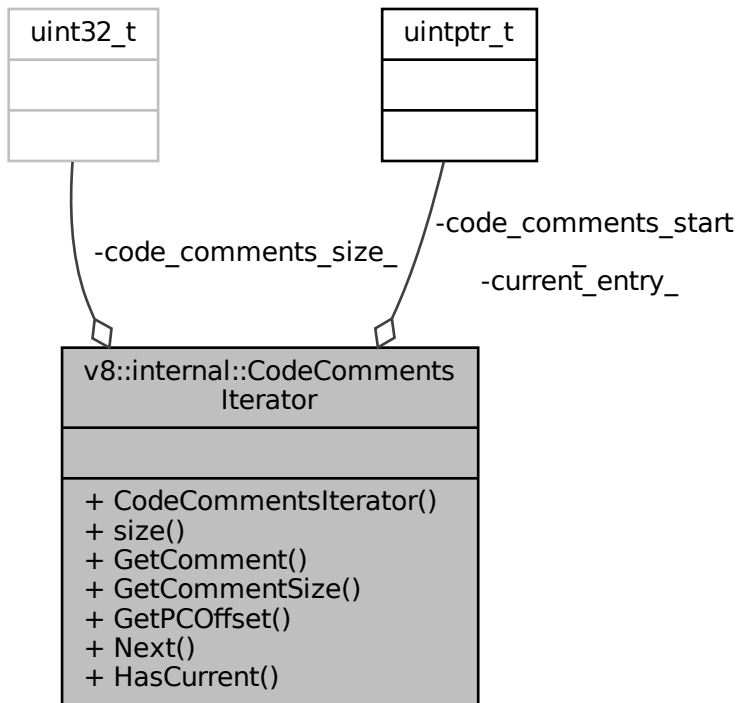 uint32_t
uintptr_t
-code_comments_start
_
-code_comments_size_
-current_entry_
v8::internal::CodeComments
Iterator
+ CodeCommentsIterator()
+ size()
+ GetComment()
+ GetCommentSize()
+ GetPCOffset()
+ Next()
+ HasCurrent()